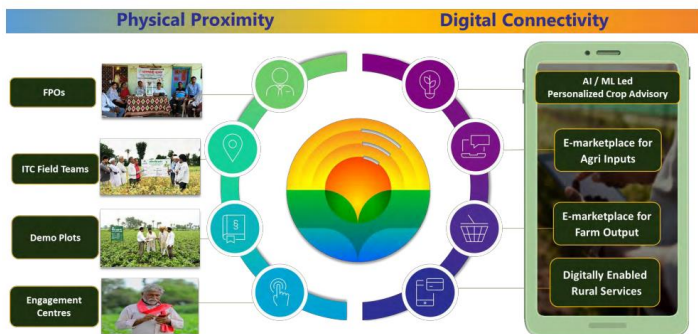 Physical Proximity
Digital Connectivity
FPOs
ITC Field Teams
Demo Plots
Engagement
Centres
§
AI / ML Led
Personalized Crop Advisory
E-marketplace for
Agri Inputs
E-marketplace for
Farm Output
Digitally Enabled
Rural Services